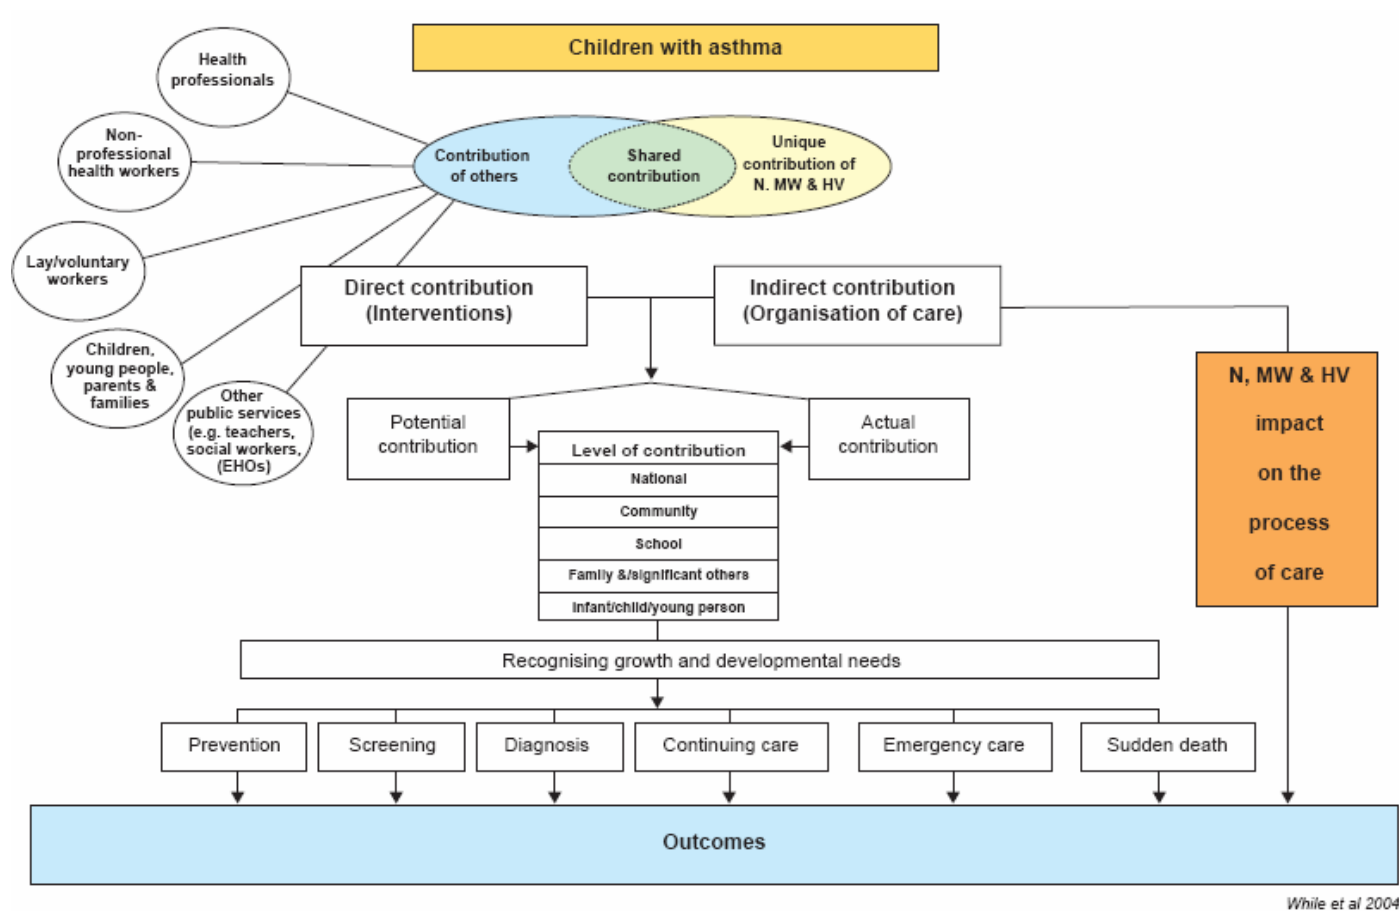 Children with asthma
Health
professionals
Non-
professional
health workers
Lay/voluntary
workers
Children,
young people,
parents &
families
Other
public services
(e.g. teachers,
social workers,
(EHOs)
Contribution
of others
Shared
contribution
Unique
contribution of
N. MW & HV
Direct contribution
(Interventions)
Indirect contribution
(Organisation of care)
Potential
contribution
Actual
contribution
Level of contribution
National
Community
School
Family &/significant others
Infant/child/young person
N, MW & HV
impact
on the
process
of care
Recognising growth and developmental needs
Prevention
Screening
Diagnosis
Continuing care
Emergency care
Sudden death
Outcomes
While et al 2004